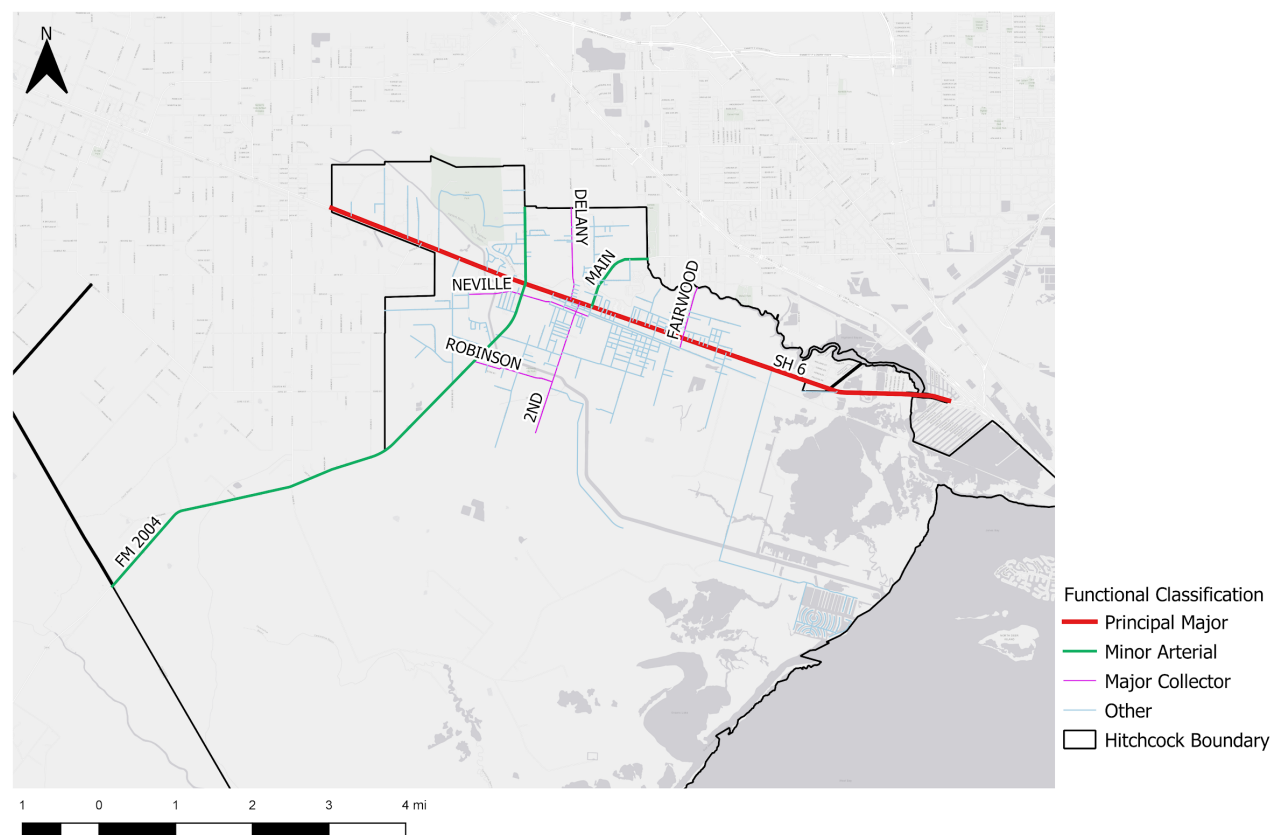 N
DELANY
MAIN
NEVILLE
FAIRWOOD
ROBINSON
SH 6
2ND
FM 2004
Functional Classification
Principal Major
Minor Arterial
Major Collector
Other
Hitchcock Boundary
1 0 1 2 3 4 mi